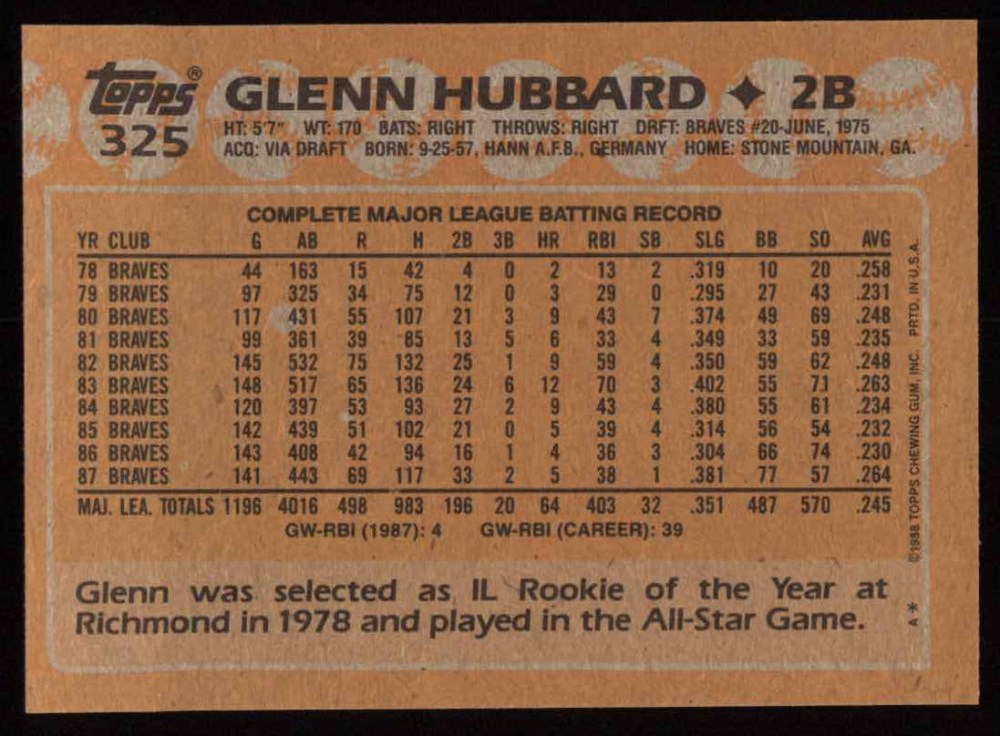 Topps® GLENN HUBBARD ✦ 2B
325 HT: 5'7" WT: 170 BATS: RIGHT THROWS: RIGHT DRFT: BRAVES #20-JUNE, 1975
ACQ: VIA DRAFT BORN: 9-25-57, HANN A.F.B., GERMANY HOME: STONE MOUNTAIN, GA.
COMPLETE MAJOR LEAGUE BATTING RECORD
YR CLUB G AB R H 2B 3B HR RBI SB SLG BB SO AVG
78 BRAVES 44 163 15 42 4 0 2 13 2 .319 10 20 .258
79 BRAVES 97 325 34 75 12 0 3 29 0 .295 27 43 .231
80 BRAVES 117 431 55 107 21 3 9 43 7 .374 49 69 .248
81 BRAVES 99 361 39 85 13 5 6 33 4 .349 33 59 .235
82 BRAVES 145 532 75 132 25 1 9 59 4 .350 59 62 .248
83 BRAVES 148 517 65 136 24 6 12 70 3 .402 55 71 .263
84 BRAVES 120 397 53 93 27 2 9 43 4 .380 55 61 .234
85 BRAVES 142 439 51 102 21 0 5 39 4 .314 56 54 .232
86 BRAVES 143 408 42 94 16 1 4 36 3 .304 66 74 .230
87 BRAVES 141 443 69 117 33 2 5 38 1 .381 77 57 .264
MAJ. LEA. TOTALS 1196 4016 498 983 196 20 64 403 32 .351 487 570 .245
GW-RBI (1987): 4 GW-RBI (CAREER): 39
Glenn was selected as IL Rookie of the Year at
Richmond in 1978 and played in the All-Star Game.
A* ©1988 TOPPS CHEWING GUM, INC. PRTD. IN U.S.A.